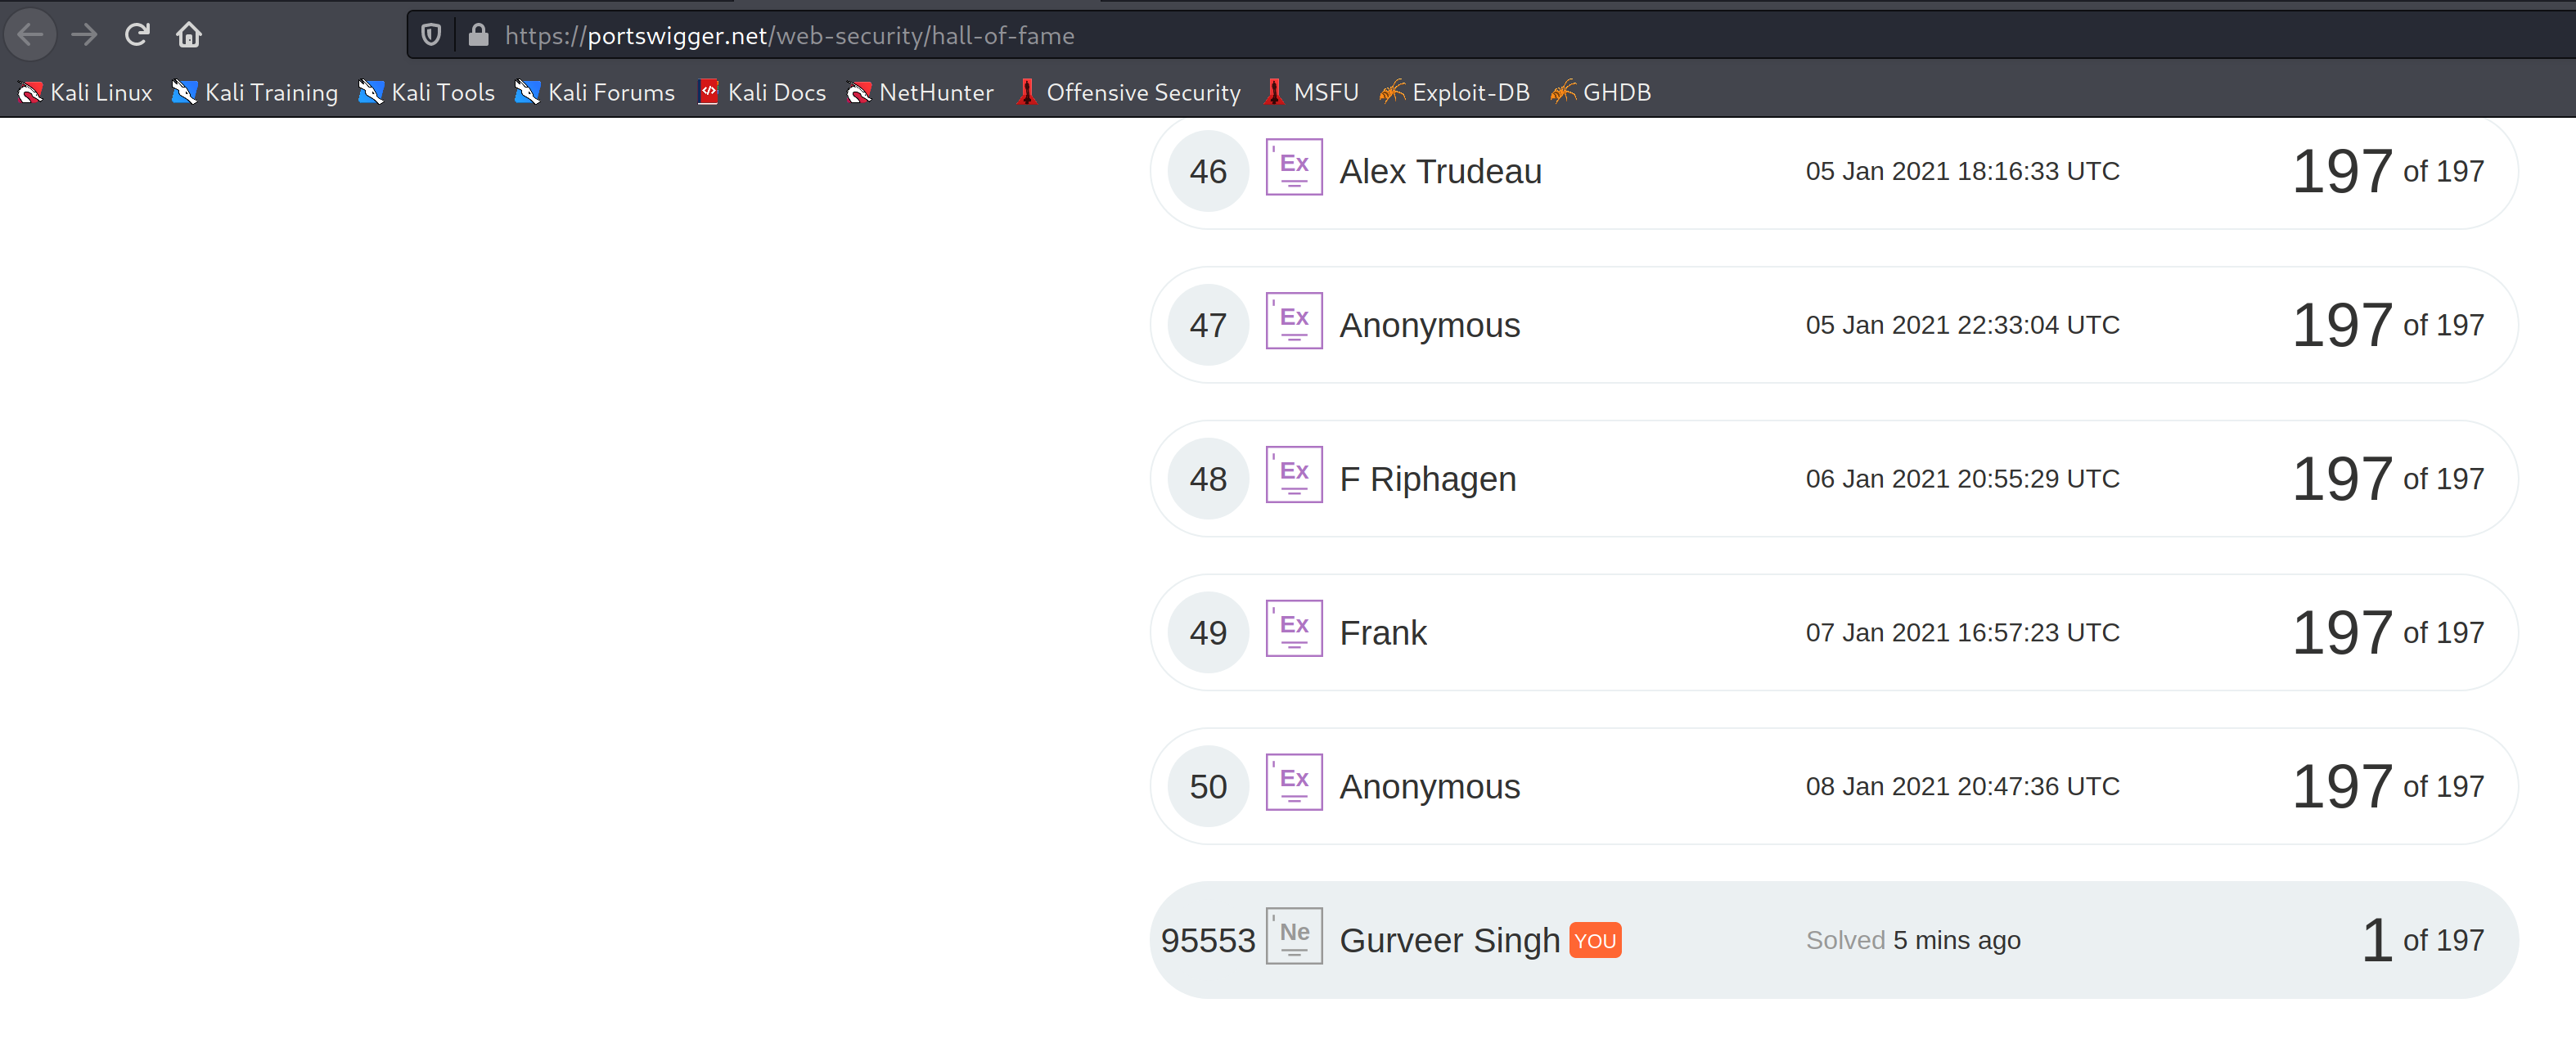 https://portswigger.net/web-security/hall-of-fame
Kali Linux Kali Training Kali Tools Kali Forums Kali Docs NetHunter Offensive Security MSFU Exploit-DB GHDB
46 Ex Alex Trudeau 05 Jan 2021 18:16:33 UTC 197 of 197
47 Ex Anonymous 05 Jan 2021 22:33:04 UTC 197 of 197
48 Ex F Riphagen 06 Jan 2021 20:55:29 UTC 197 of 197
49 Ex Frank 07 Jan 2021 16:57:23 UTC 197 of 197
50 Ex Anonymous 08 Jan 2021 20:47:36 UTC 197 of 197
95553 Ne Gurveer Singh YOU Solved 5 mins ago 1 of 197